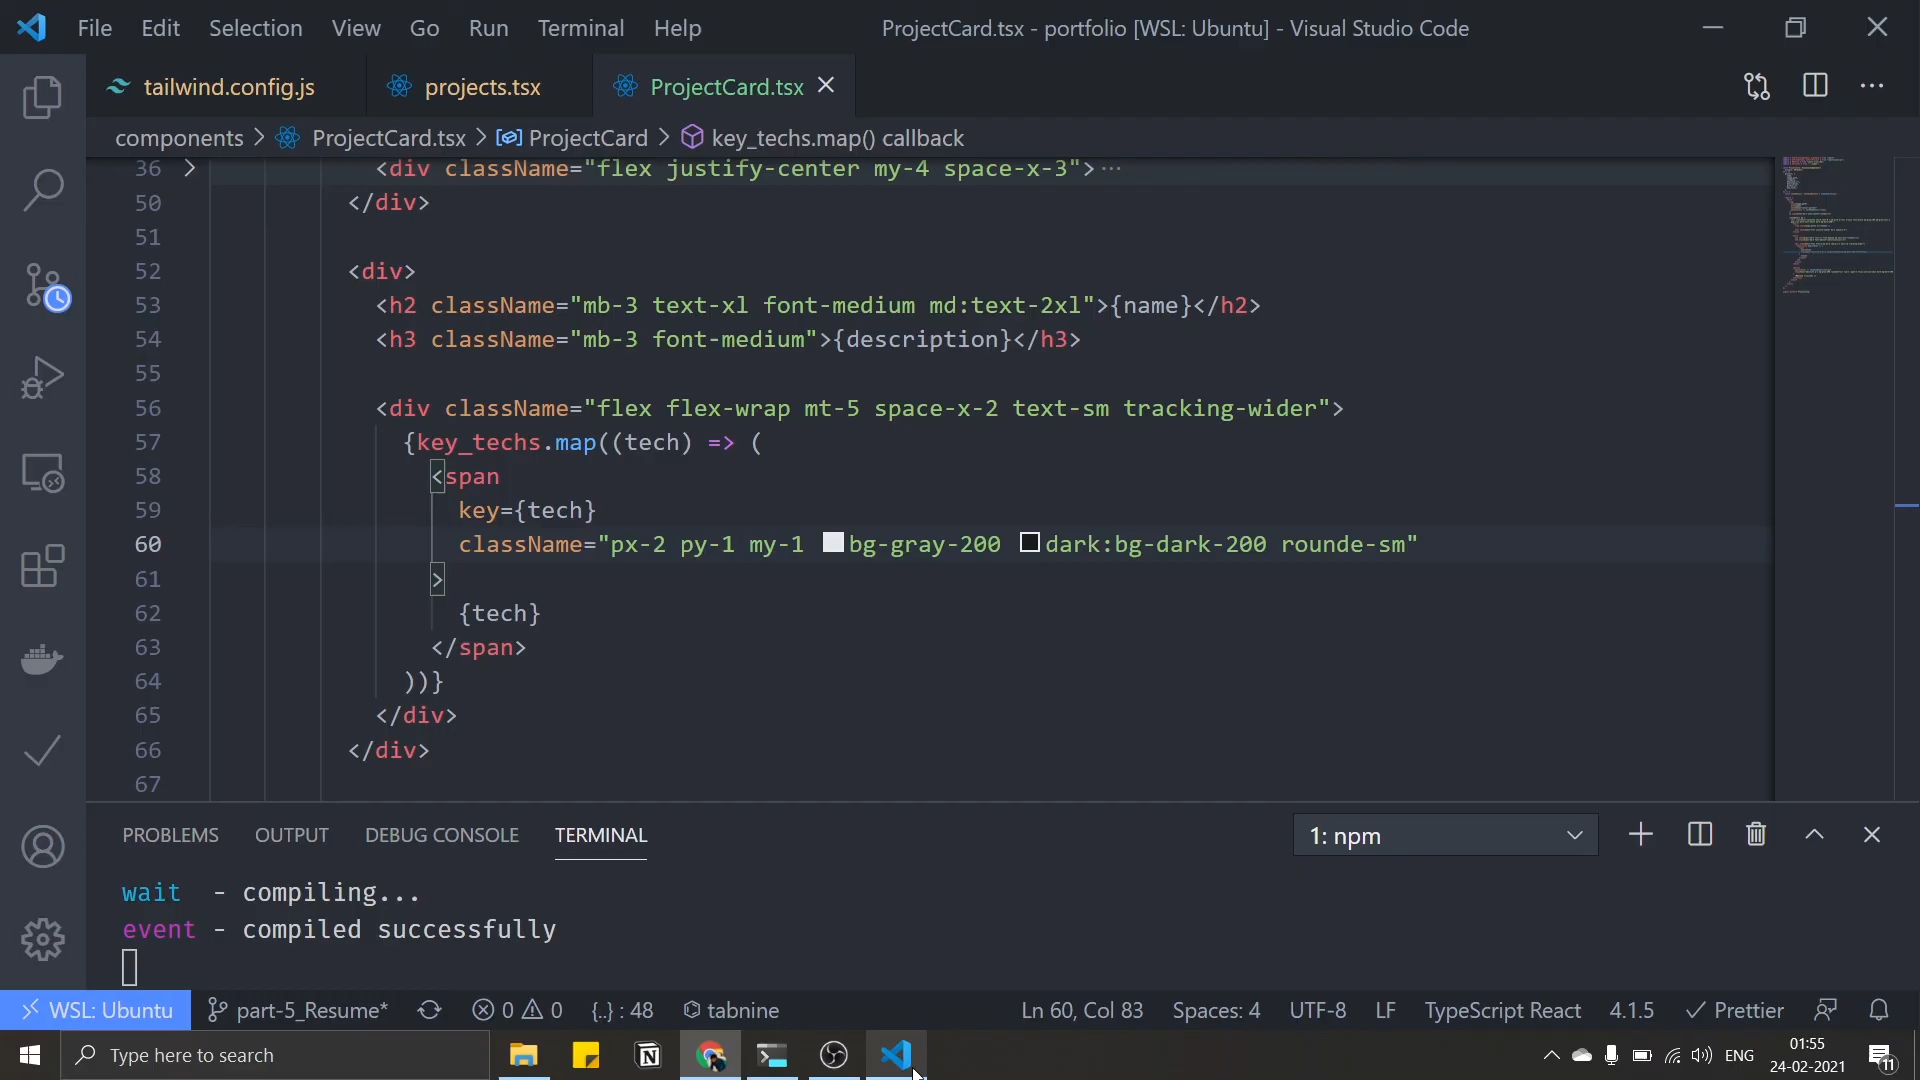 File Edit Selection View Go Run Terminal Help
ProjectCard.tsx - portfolio [WSL: Ubuntu] - Visual Studio Code
tailwind.config.js
projects.tsx
ProjectCard.tsx
components > ProjectCard.tsx > ProjectCard > key_techs.map() callback
36 <div className="flex justify-center my-4 space-x-3">···
50 </div>
51
52 <div>
53 <h2 className="mb-3 text-xl font-medium md:text-2xl">{name}</h2>
54 <h3 className="mb-3 font-medium">{description}</h3>
55
56 <div className="flex flex-wrap mt-5 space-x-2 text-sm tracking-wider">
57 {key_techs.map((tech) => (
58 <span
59 key={tech}
60 className="px-2 py-1 my-1 bg-gray-200 dark:bg-dark-200 rounde-sm"
61 >
62 {tech}
63 </span>
64 ))}
65 </div>
66 </div>
67
PROBLEMS OUTPUT DEBUG CONSOLE TERMINAL
1: npm
wait - compiling...
event - compiled successfully
WSL: Ubuntu part-5_Resume* 0 0 {..} : 48 tabnine
Ln 60, Col 83 Spaces: 4 UTF-8 LF TypeScript React 4.1.5 Prettier
Type here to search
ENG
01:55
24-02-2021
11